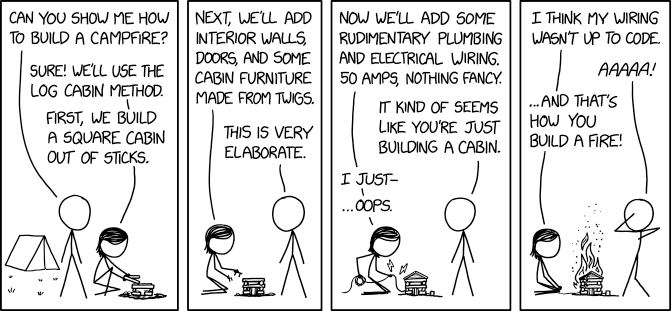 CAN YOU SHOW ME HOW
TO BUILD A CAMPFIRE?
SURE! WE'LL USE THE
LOG CABIN METHOD.
FIRST, WE BUILD
A SQUARE CABIN
OUT OF STICKS.
NEXT, WE'LL ADD
INTERIOR WALLS,
DOORS, AND SOME
CABIN FURNITURE
MADE FROM TWIGS.
THIS IS VERY
ELABORATE.
NOW WE'LL ADD SOME
RUDIMENTARY PLUMBING
AND ELECTRICAL WIRING.
50 AMPS, NOTHING FANCY.
IT KIND OF SEEMS
LIKE YOU'RE JUST
BUILDING A CABIN.
I JUST–
...OOPS.
I THINK MY WIRING
WASN'T UP TO CODE.
AAAAA!
...AND THAT'S
HOW YOU
BUILD A FIRE!